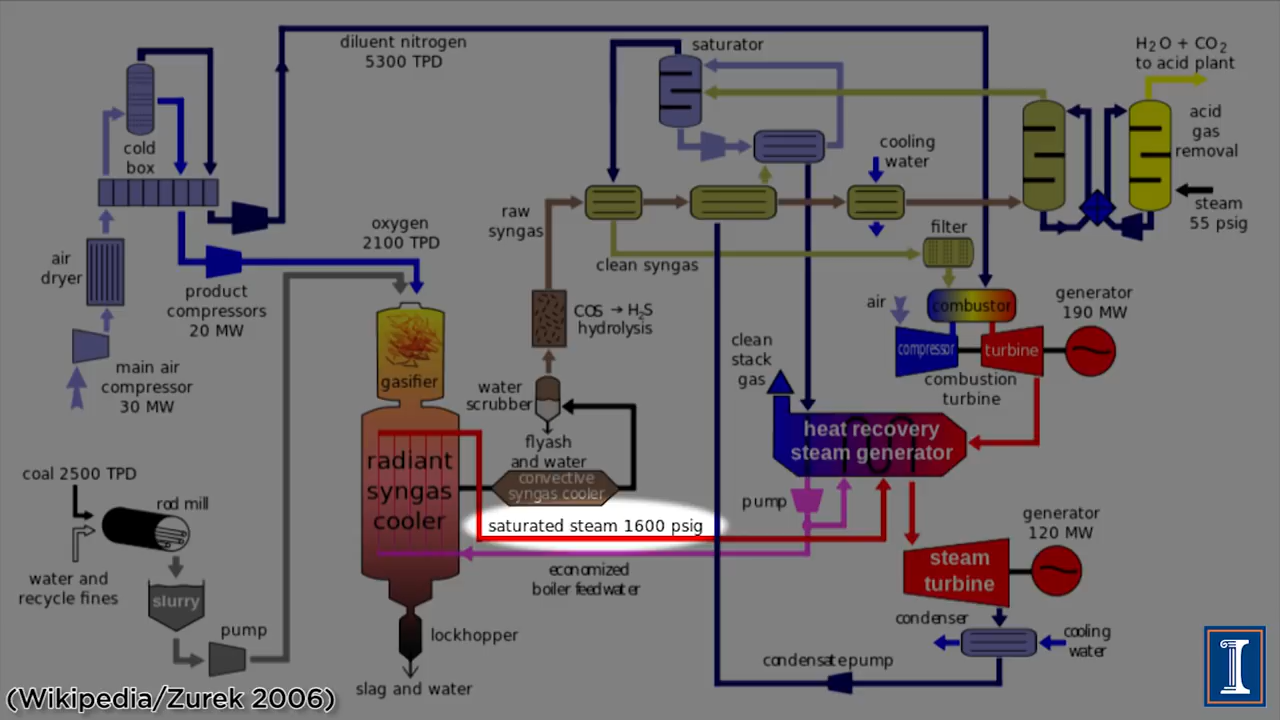 diluent nitrogen
5300 TPD
saturator
H₂O + CO₂
to acid plant
cold
box
cooling
water
acid
gas
removal
steam
55 psig
raw
syngas
oxygen
2100 TPD
filter
clean syngas
air
dryer
product
compressors
20 MW
COS → H₂S
hydrolysis
air
combustor
generator
190 MW
compressor
turbine
combustion
turbine
clean
stack
gas
main air
compressor
30 MW
gasifier
water
scrubber
flyash
and water
heat recovery
steam generator
radiant
syngas
cooler
convective
syngas cooler
coal 2500 TPD
rod mill
saturated steam 1600 psig
pump
generator
120 MW
steam
turbine
water and
recycle fines
slurry
economized
boiler feedwater
pump
lockhopper
condenser
cooling
water
condensate pump
slag and water
(Wikipedia/Zurek 2006)
I